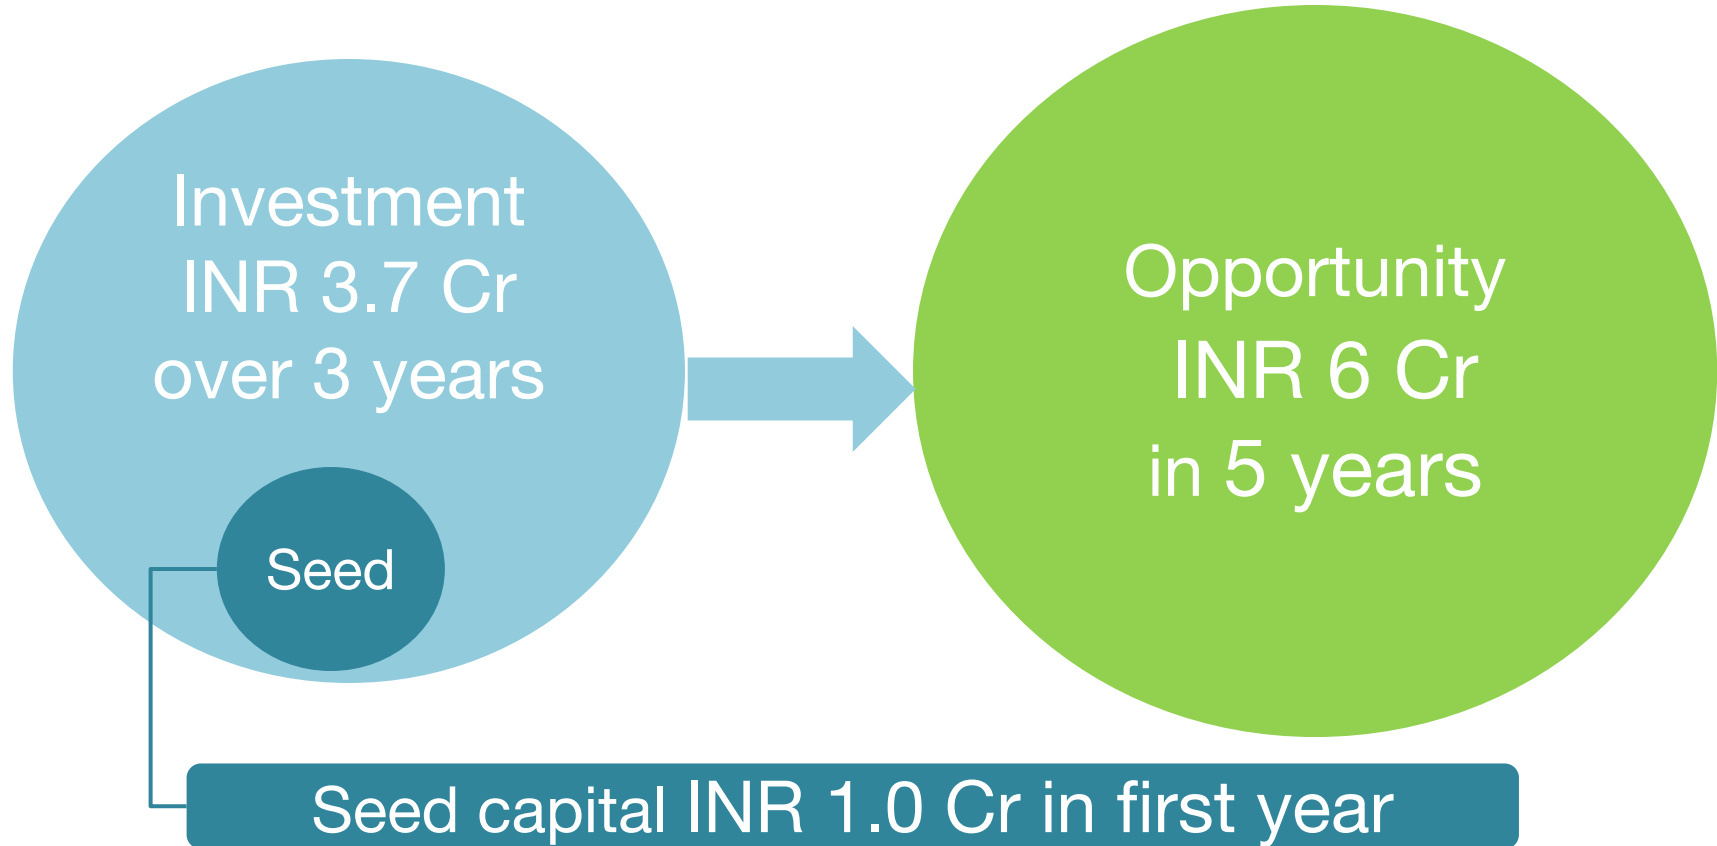 Investment
INR 3.7 Cr
over 3 years
Seed
Opportunity
INR 6 Cr
in 5 years
Seed capital INR 1.0 Cr in first year